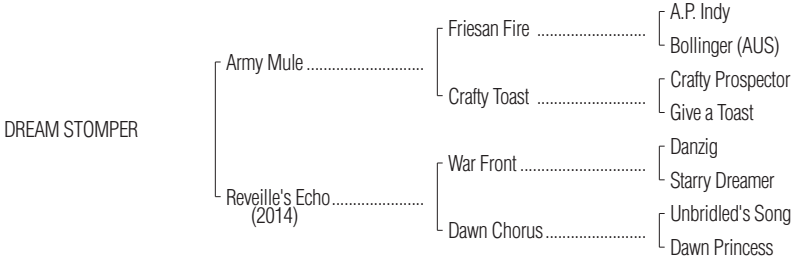 A.P. Indy
Friesan Fire ..........................
Bollinger (AUS)
Army Mule ............................
Crafty Prospector
Crafty Toast ..........................
Give a Toast
DREAM STOMPER
Danzig
War Front ..............................
Starry Dreamer
Reveille's Echo......................
(2014)
Unbridled's Song
Dawn Chorus.........................
Dawn Princess